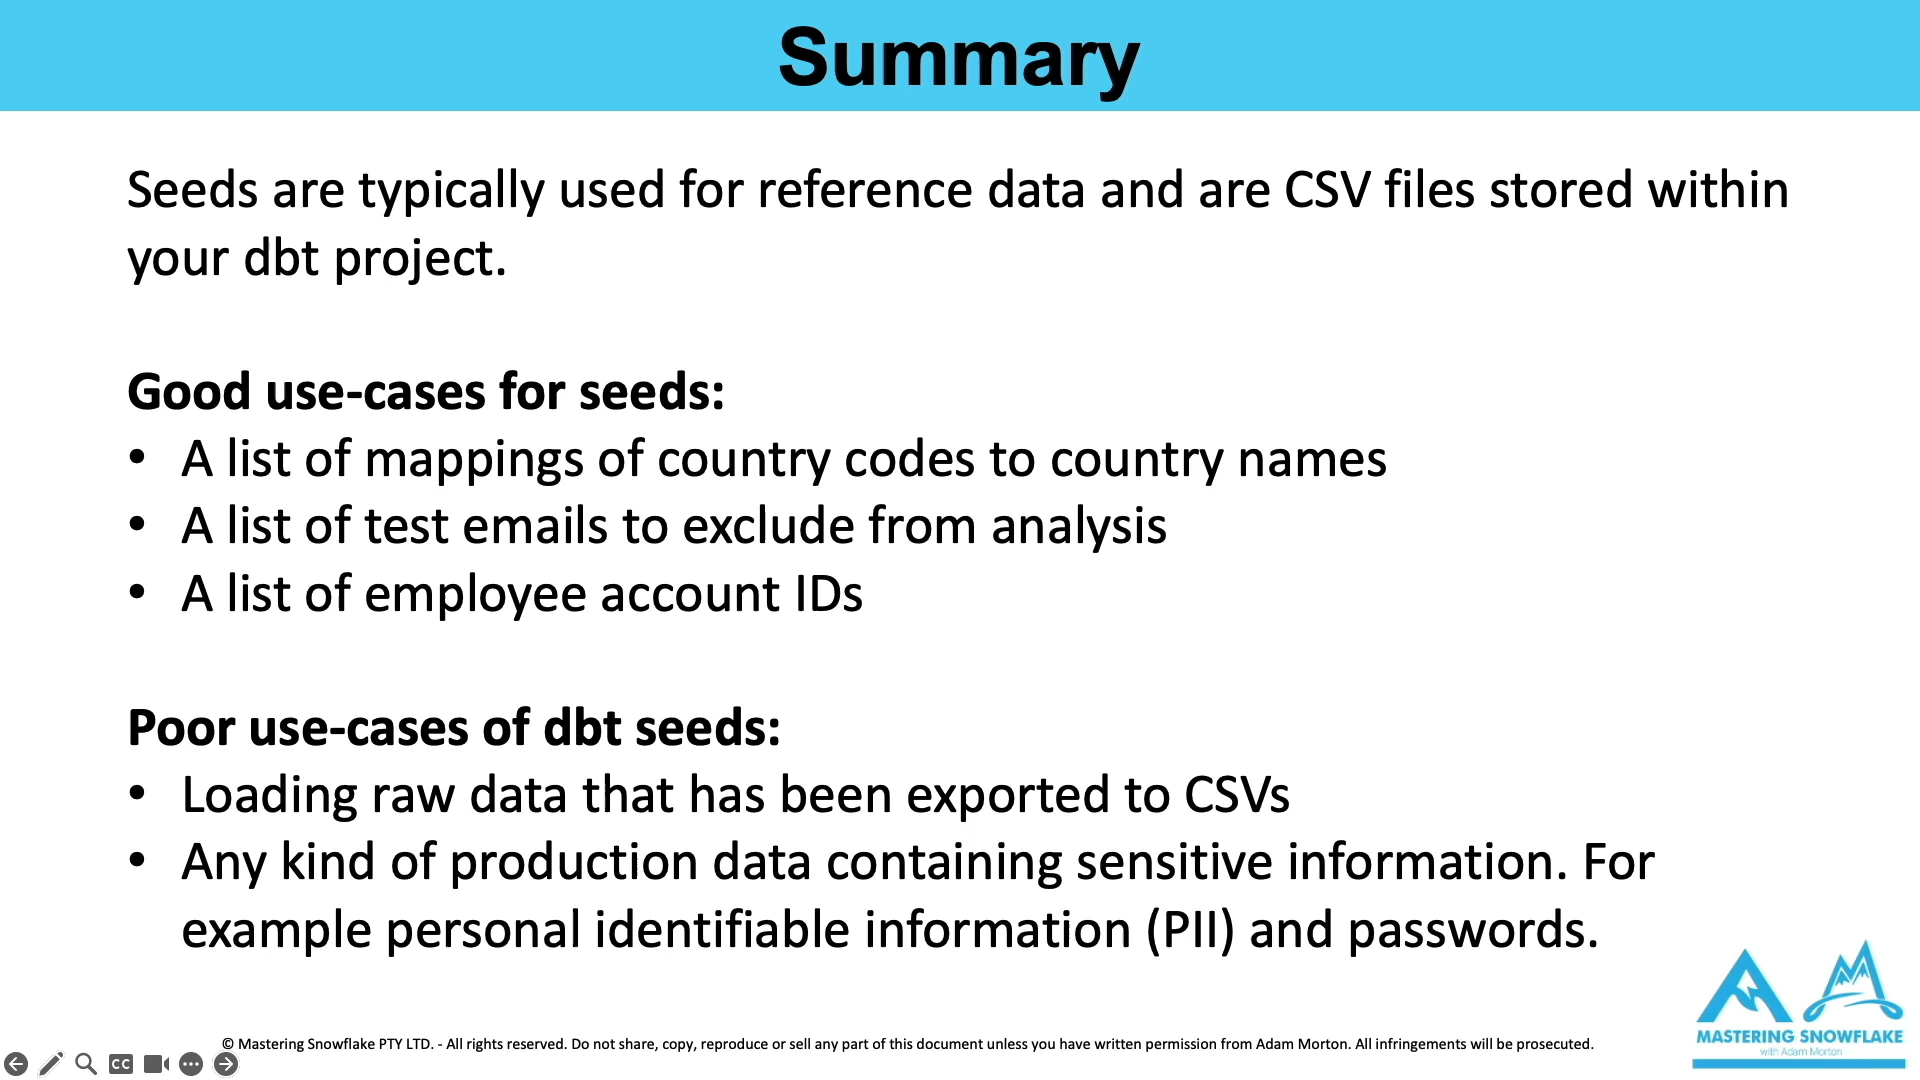 Summary
Seeds are typically used for reference data and are CSV files stored within
your dbt project.
Good use-cases for seeds:
• A list of mappings of country codes to country names
• A list of test emails to exclude from analysis
• A list of employee account IDs
Poor use-cases of dbt seeds:
• Loading raw data that has been exported to CSVs
• Any kind of production data containing sensitive information. For
example personal identifiable information (PII) and passwords.
© Mastering Snowflake PTY LTD. - All rights reserved. Do not share, copy, reproduce or sell any part of this document unless you have written permission from Adam Morton. All infringements will be prosecuted.
MASTERING SNOWFLAKE
with Adam Morton
CC